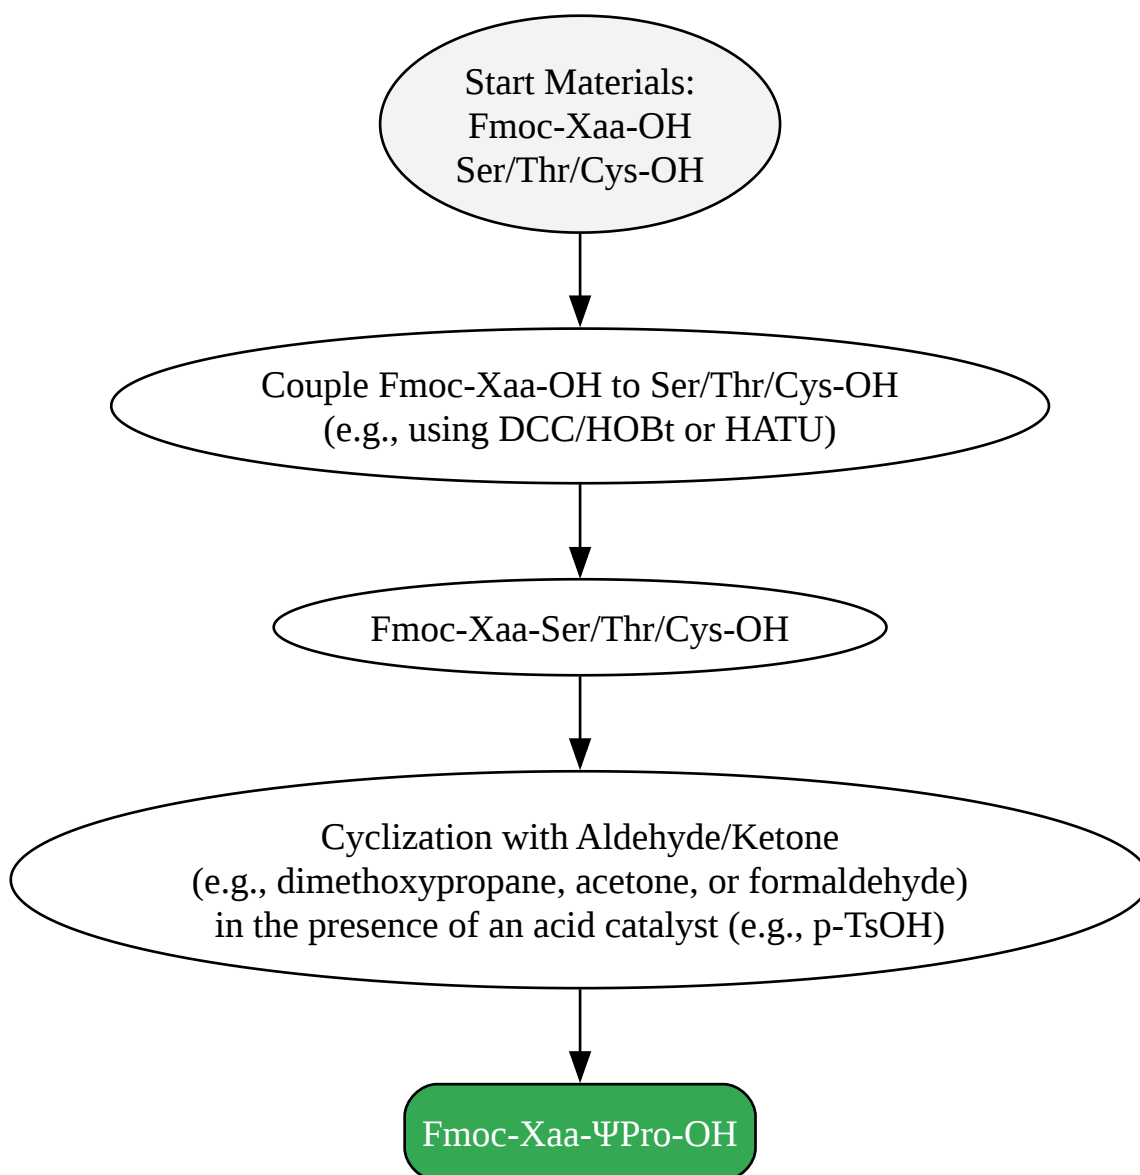 Start Materials:
Fmoc-Xaa-OH
Ser/Thr/Cys-OH
Couple Fmoc-Xaa-OH to Ser/Thr/Cys-OH
(e.g., using DCC/HOBt or HATU)
Fmoc-Xaa-Ser/Thr/Cys-OH
Cyclization with Aldehyde/Ketone
(e.g., dimethoxypropane, acetone, or formaldehyde)
in the presence of an acid catalyst (e.g., p-TsOH)
Fmoc-Xaa-ΨPro-OH